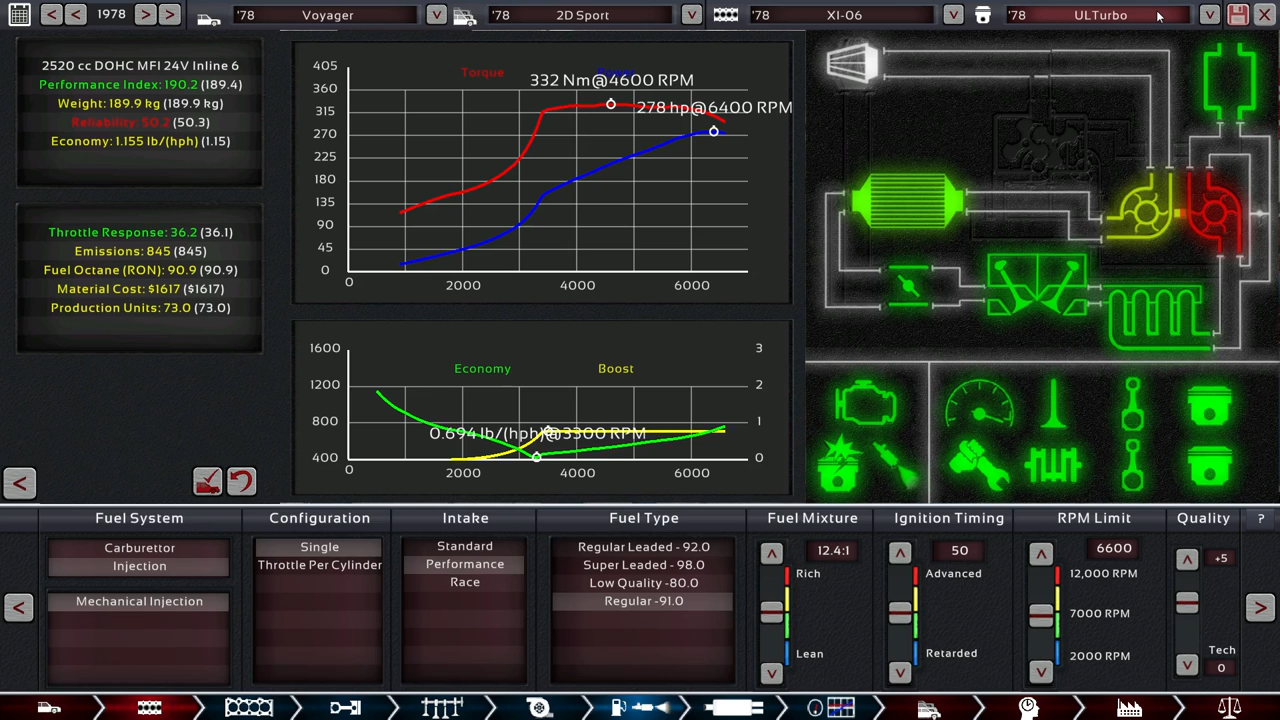 1978 '78 Voyager '78 2D Sport '78 XI-06 '78 ULTurbo
2520 cc DOHC MFI 24V Inline 6
Performance Index: 190.2 (189.4)
Weight: 189.9 kg (189.9 kg)
Reliability: 50.2 (50.3)
Economy: 1.155 lb/(hph) (1.15)
Throttle Response: 36.2 (36.1)
Emissions: 845 (845)
Fuel Octane (RON): 90.9 (90.9)
Material Cost: $1617 ($1617)
Production Units: 73.0 (73.0)
405
360
315
270
225
180
135
90
45
0
2000 4000 6000
Torque
332 Nm@4600 RPM
278 hp@6400 RPM
1600
1200
800
400
3
2
1
0
0 2000 4000 6000
Economy Boost
0.694 lb/(hph)@3300 RPM
Fuel System
Carburettor
Injection
Mechanical Injection
Configuration
Single
Throttle Per Cylinder
Intake
Standard
Performance
Race
Fuel Type
Regular Leaded - 92.0
Super Leaded - 98.0
Low Quality -80.0
Regular -91.0
Fuel Mixture
12.4:1
Rich
Lean
Ignition Timing
50
Advanced
Retarded
RPM Limit
6600
12,000 RPM
7000 RPM
2000 RPM
Quality
+5
Tech
0
?